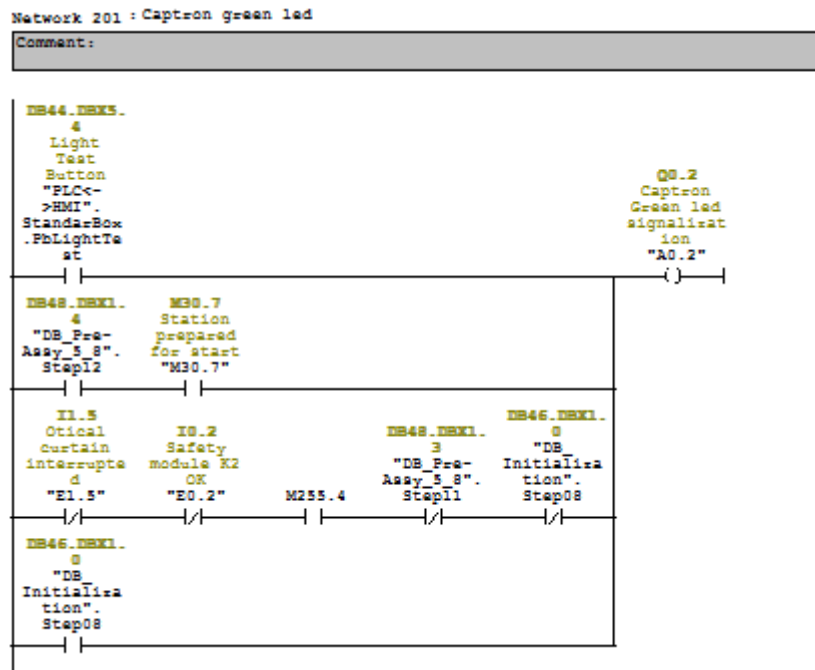 Network 201 : Captron green led
Comment:
DB44.DBX5.
4
Light
Test
Button
"PLC<-
>HMI".
StandarBox
.PbLightTe
st
Q0.2
Captron
Green led
signalizat
ion
"A0.2"
DB48.DBX1.
4
"DB_Pre-
Assy_5_8".
Step12
M30.7
Station
prepared
for start
"M30.7"
I1.5
Otical
curtain
interrupte
d
"E1.5"
I0.2
Safety
module K2
OK
"E0.2"
M255.4
DB48.DBX1.
3
"DB_Pre-
Assy_5_8".
Step11
DB46.DBX1.
0
"DB_
Initializa
tion".
Step08
DB46.DBX1.
0
"DB_
Initializa
tion".
Step08